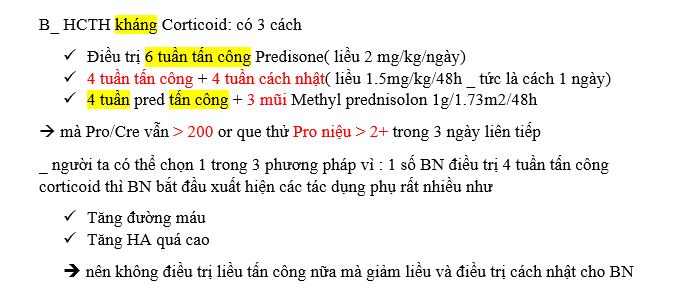 B_ HCTH kháng Corticoid: có 3 cách
✓ Điều trị 6 tuần tấn công Predisone( liều 2 mg/kg/ngày)
✓ 4 tuần tấn công + 4 tuần cách nhật( liều 1.5mg/kg/48h _ tức là cách 1 ngày)
✓ 4 tuần pred tấn công + 3 mũi Methyl prednisolon 1g/1.73m2/48h
→ mà Pro/Cre vẫn > 200 or que thử Pro niệu > 2+ trong 3 ngày liên tiếp
_ người ta có thể chọn 1 trong 3 phương pháp vì : 1 số BN điều trị 4 tuần tấn công
corticoid thì BN bắt đầu xuất hiện các tác dụng phụ rất nhiều như
✓ Tăng đường máu
✓ Tăng HA quá cao
→ nên không điều trị liều tấn công nữa mà giảm liều và điều trị cách nhật cho BN